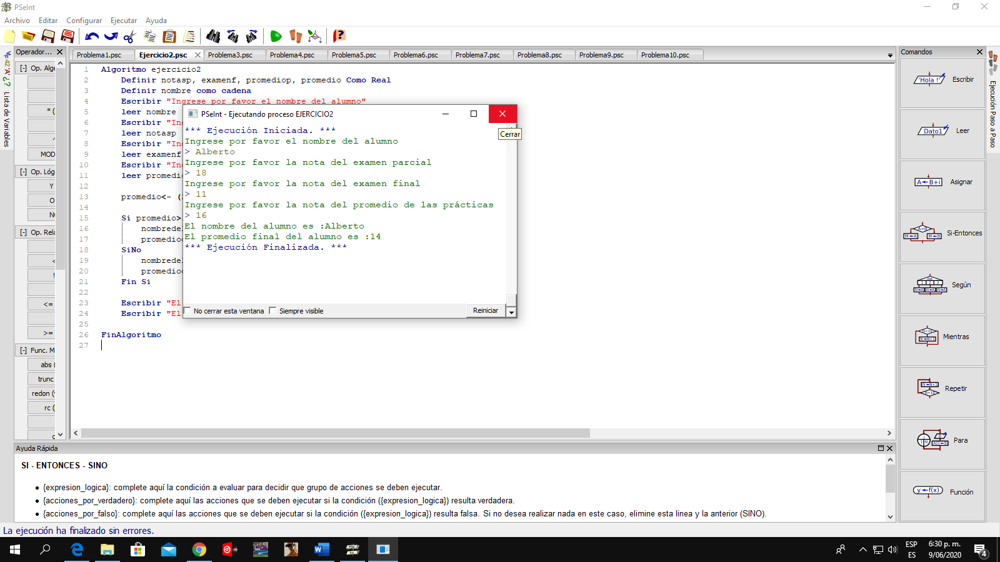 PSeInt
Archivo Editar Configurar Ejecutar Ayuda
Operador...
Problema1.psc Ejercicio2.psc Problema3.psc Problema4.psc Problema5.psc Problema6.psc Problema7.psc Problema8.psc Problema9.psc Problema10.psc
Comandos
Lista de Variables
[-] Op. Alge
* (
MOD
[-] Op. Lóg
Y
O
[-] Op. Rela
<
!
<=
>=
[-] Func. M
abs (
trunc
redon (
rc (
1 Algoritmo ejercicio2
2 Definir notasp, examenf, promediop, promedio Como Real
3 Definir nombre como cadena
4 Escribir "Ingrese por favor el nombre del alumno"
5 leer nombre
6 Escribir "In
7 leer notasp
8 Escribir "In
9 leer examenf
10 Escribir "In
11 leer promedi
12
13 promedio<- (
14
15 Si promedio>
16 nombrede
17 promedio
18 SiNo
19 nombrede
20 promedio
21 Fin Si
22
23 Escribir "El
24 Escribir "El
25
26 FinAlgoritmo
27
PSeInt - Ejecutando proceso EJERCICIO2
Cerrar
*** Ejecución Iniciada. ***
Ingrese por favor el nombre del alumno
> Alberto
Ingrese por favor la nota del examen parcial
> 18
Ingrese por favor la nota del examen final
> 11
Ingrese por favor la nota del promedio de las prácticas
> 16
El nombre del alumno es :Alberto
El promedio final del alumno es :14
*** Ejecución Finalizada. ***
No cerrar esta ventana Siempre visible Reiniciar
'Hola !' Escribir
Dato1 Leer
A←B+i Asignar
A>B M←A M←B Si-Entonces
Según
Mientras
Repetir
Para
y←f(x) Función
Ejecución Paso a Paso
Ayuda Rápida
SI - ENTONCES - SINO
• {expresion_logica}: complete aquí la condición a evaluar para decidir que grupo de acciones se deben ejecutar.
• {acciones_por_verdadero}: complete aquí las acciones que se deben ejecutar si la condición ({expresion_logica}) resulta verdadera.
• {acciones_por_falso}: complete aquí las acciones que se deben ejecutar si la condición ({expresion_logica}) resulta falsa. Si no desea realizar nada en este caso, elimine esta linea y la anterior (SINO).
La ejecución ha finalizado sin errores.
ESP
ES
6:30 p. m.
9/06/2020
4